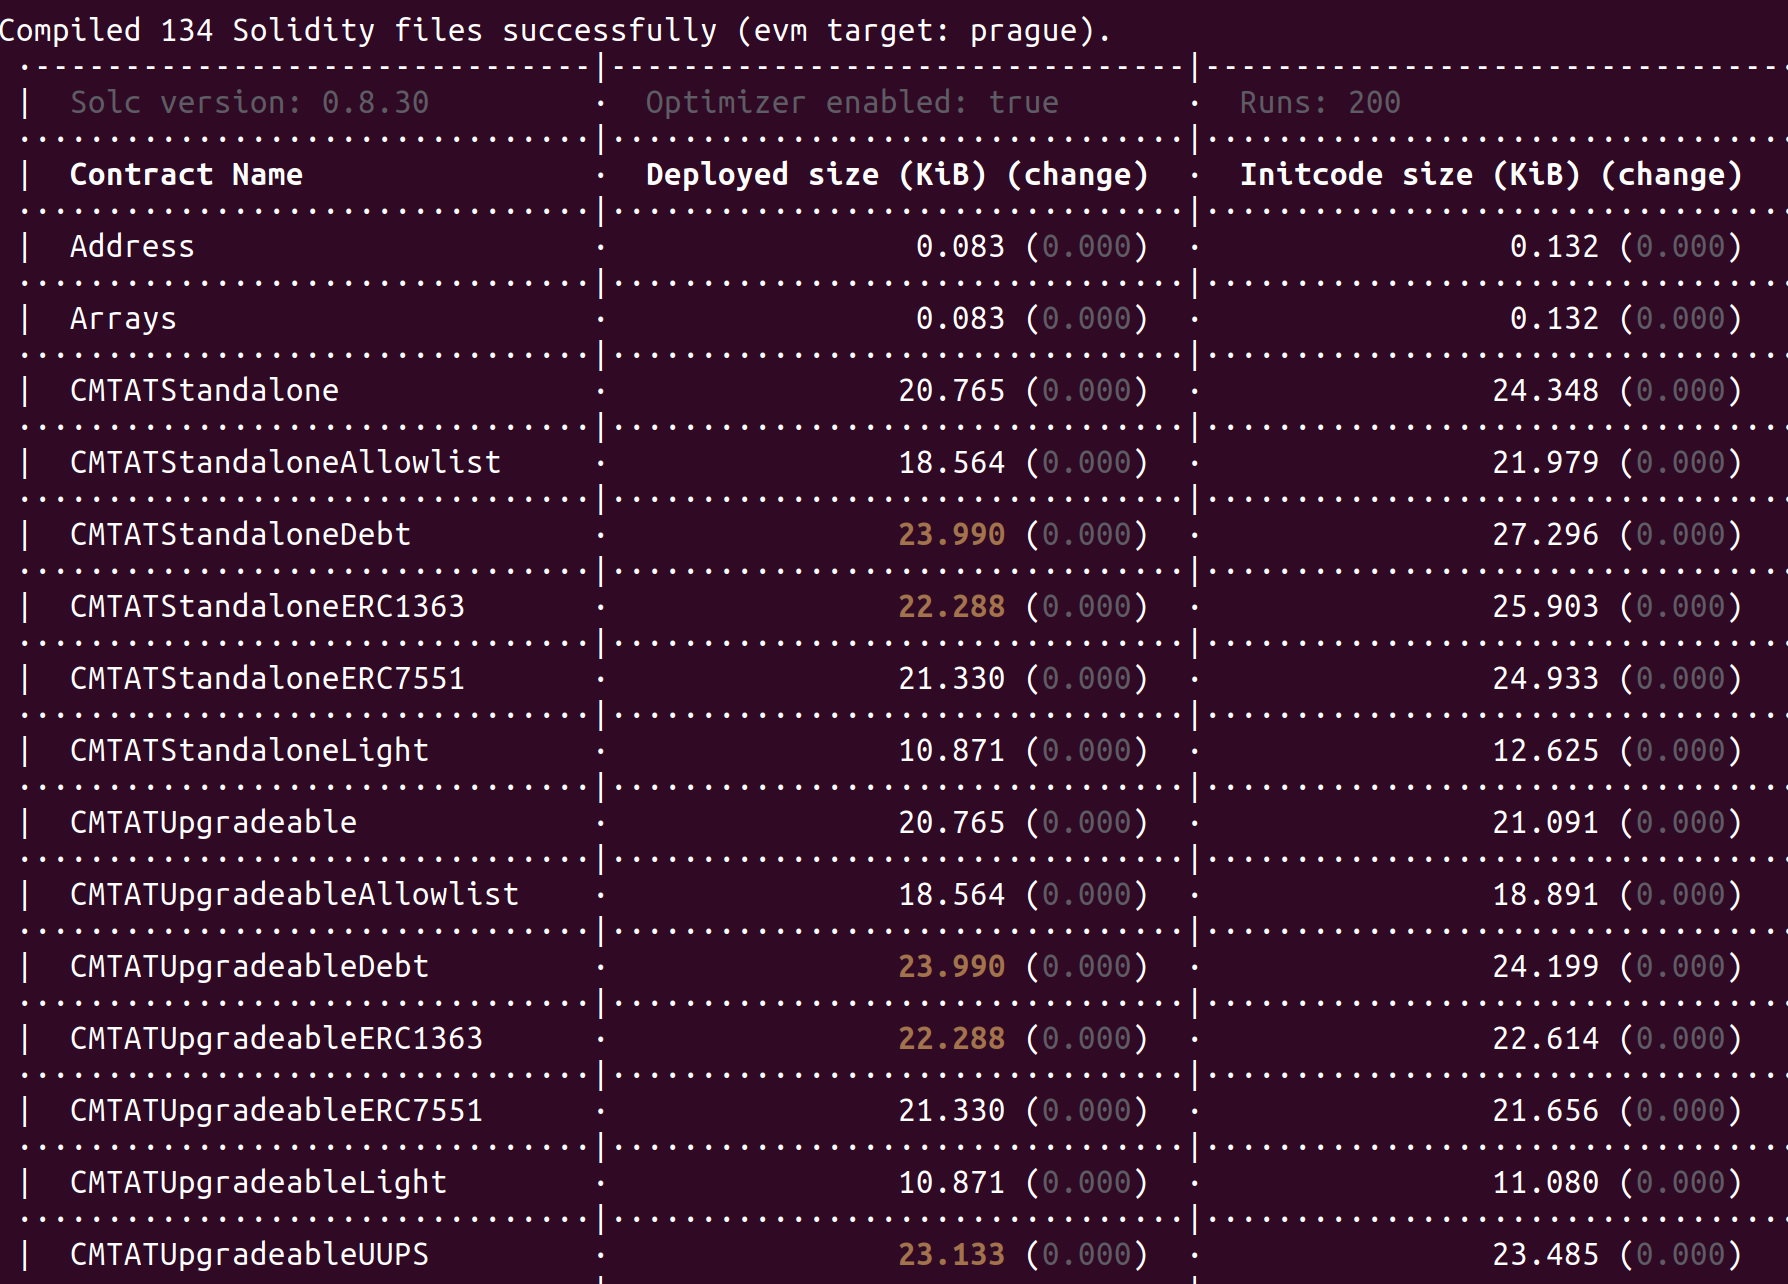 Compiled 134 Solidity files successfully (evm target: prague).
| Solc version: 0.8.30 · Optimizer enabled: true · Runs: 200
| Contract Name · Deployed size (KiB) (change) · Initcode size (KiB) (change)
| Address · 0.083 (0.000) · 0.132 (0.000)
| Arrays · 0.083 (0.000) · 0.132 (0.000)
| CMTATStandalone · 20.765 (0.000) · 24.348 (0.000)
| CMTATStandaloneAllowlist · 18.564 (0.000) · 21.979 (0.000)
| CMTATStandaloneDebt · 23.990 (0.000) · 27.296 (0.000)
| CMTATStandaloneERC1363 · 22.288 (0.000) · 25.903 (0.000)
| CMTATStandaloneERC7551 · 21.330 (0.000) · 24.933 (0.000)
| CMTATStandaloneLight · 10.871 (0.000) · 12.625 (0.000)
| CMTATUpgradeable · 20.765 (0.000) · 21.091 (0.000)
| CMTATUpgradeableAllowlist · 18.564 (0.000) · 18.891 (0.000)
| CMTATUpgradeableDebt · 23.990 (0.000) · 24.199 (0.000)
| CMTATUpgradeableERC1363 · 22.288 (0.000) · 22.614 (0.000)
| CMTATUpgradeableERC7551 · 21.330 (0.000) · 21.656 (0.000)
| CMTATUpgradeableLight · 10.871 (0.000) · 11.080 (0.000)
| CMTATUpgradeableUUPS · 23.133 (0.000) · 23.485 (0.000)